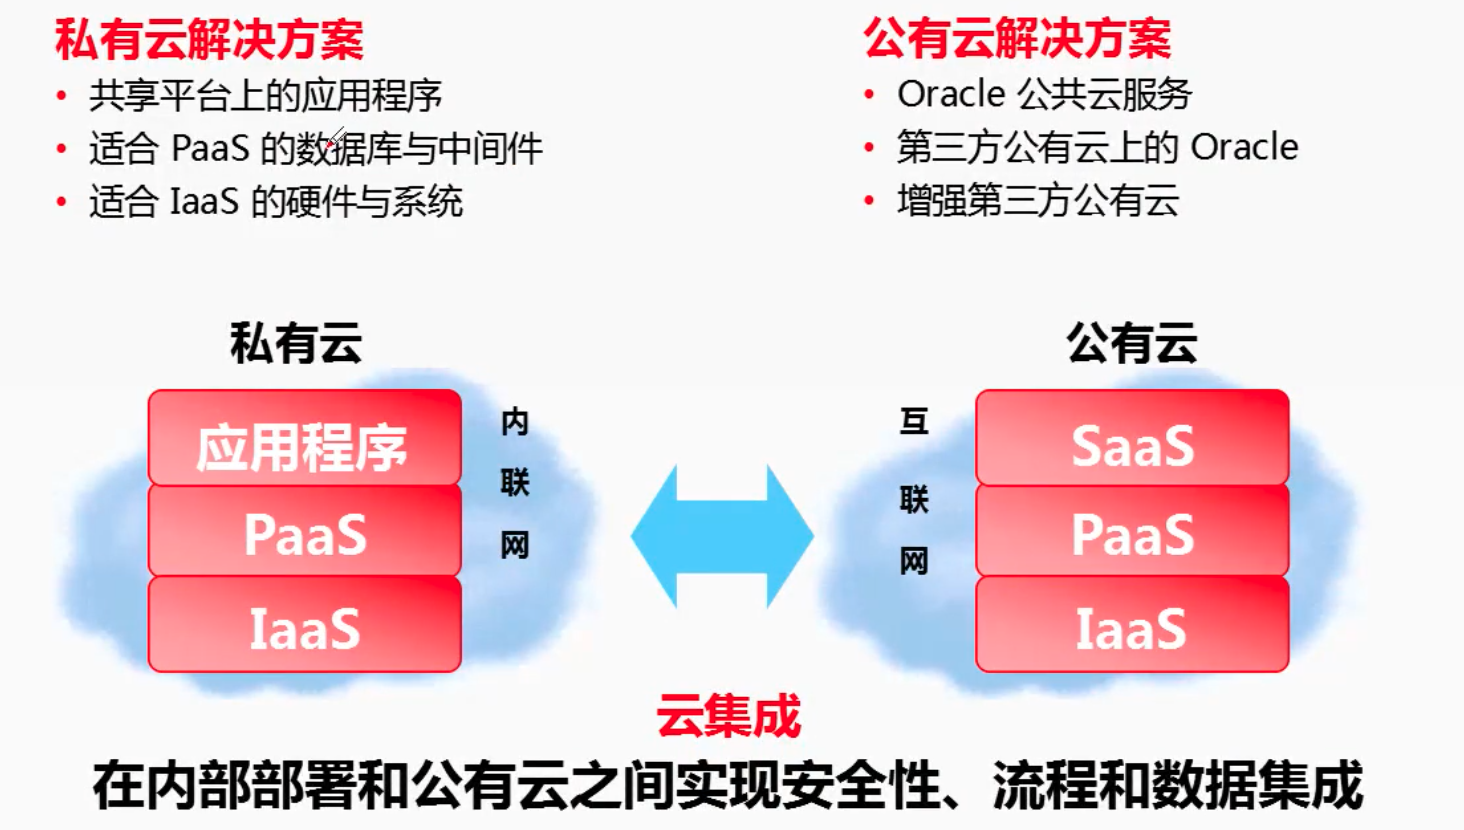 私有云解决方案
• 共享平台上的应用程序
• 适合 PaaS 的数据库与中间件
• 适合 IaaS 的硬件与系统
公有云解决方案
• Oracle 公共云服务
• 第三方公有云上的 Oracle
• 增强第三方公有云
私有云
应用程序
PaaS
IaaS
内
联
网
公有云
互
联
网
SaaS
PaaS
IaaS
云集成
在内部部署和公有云之间实现安全性、流程和数据集成